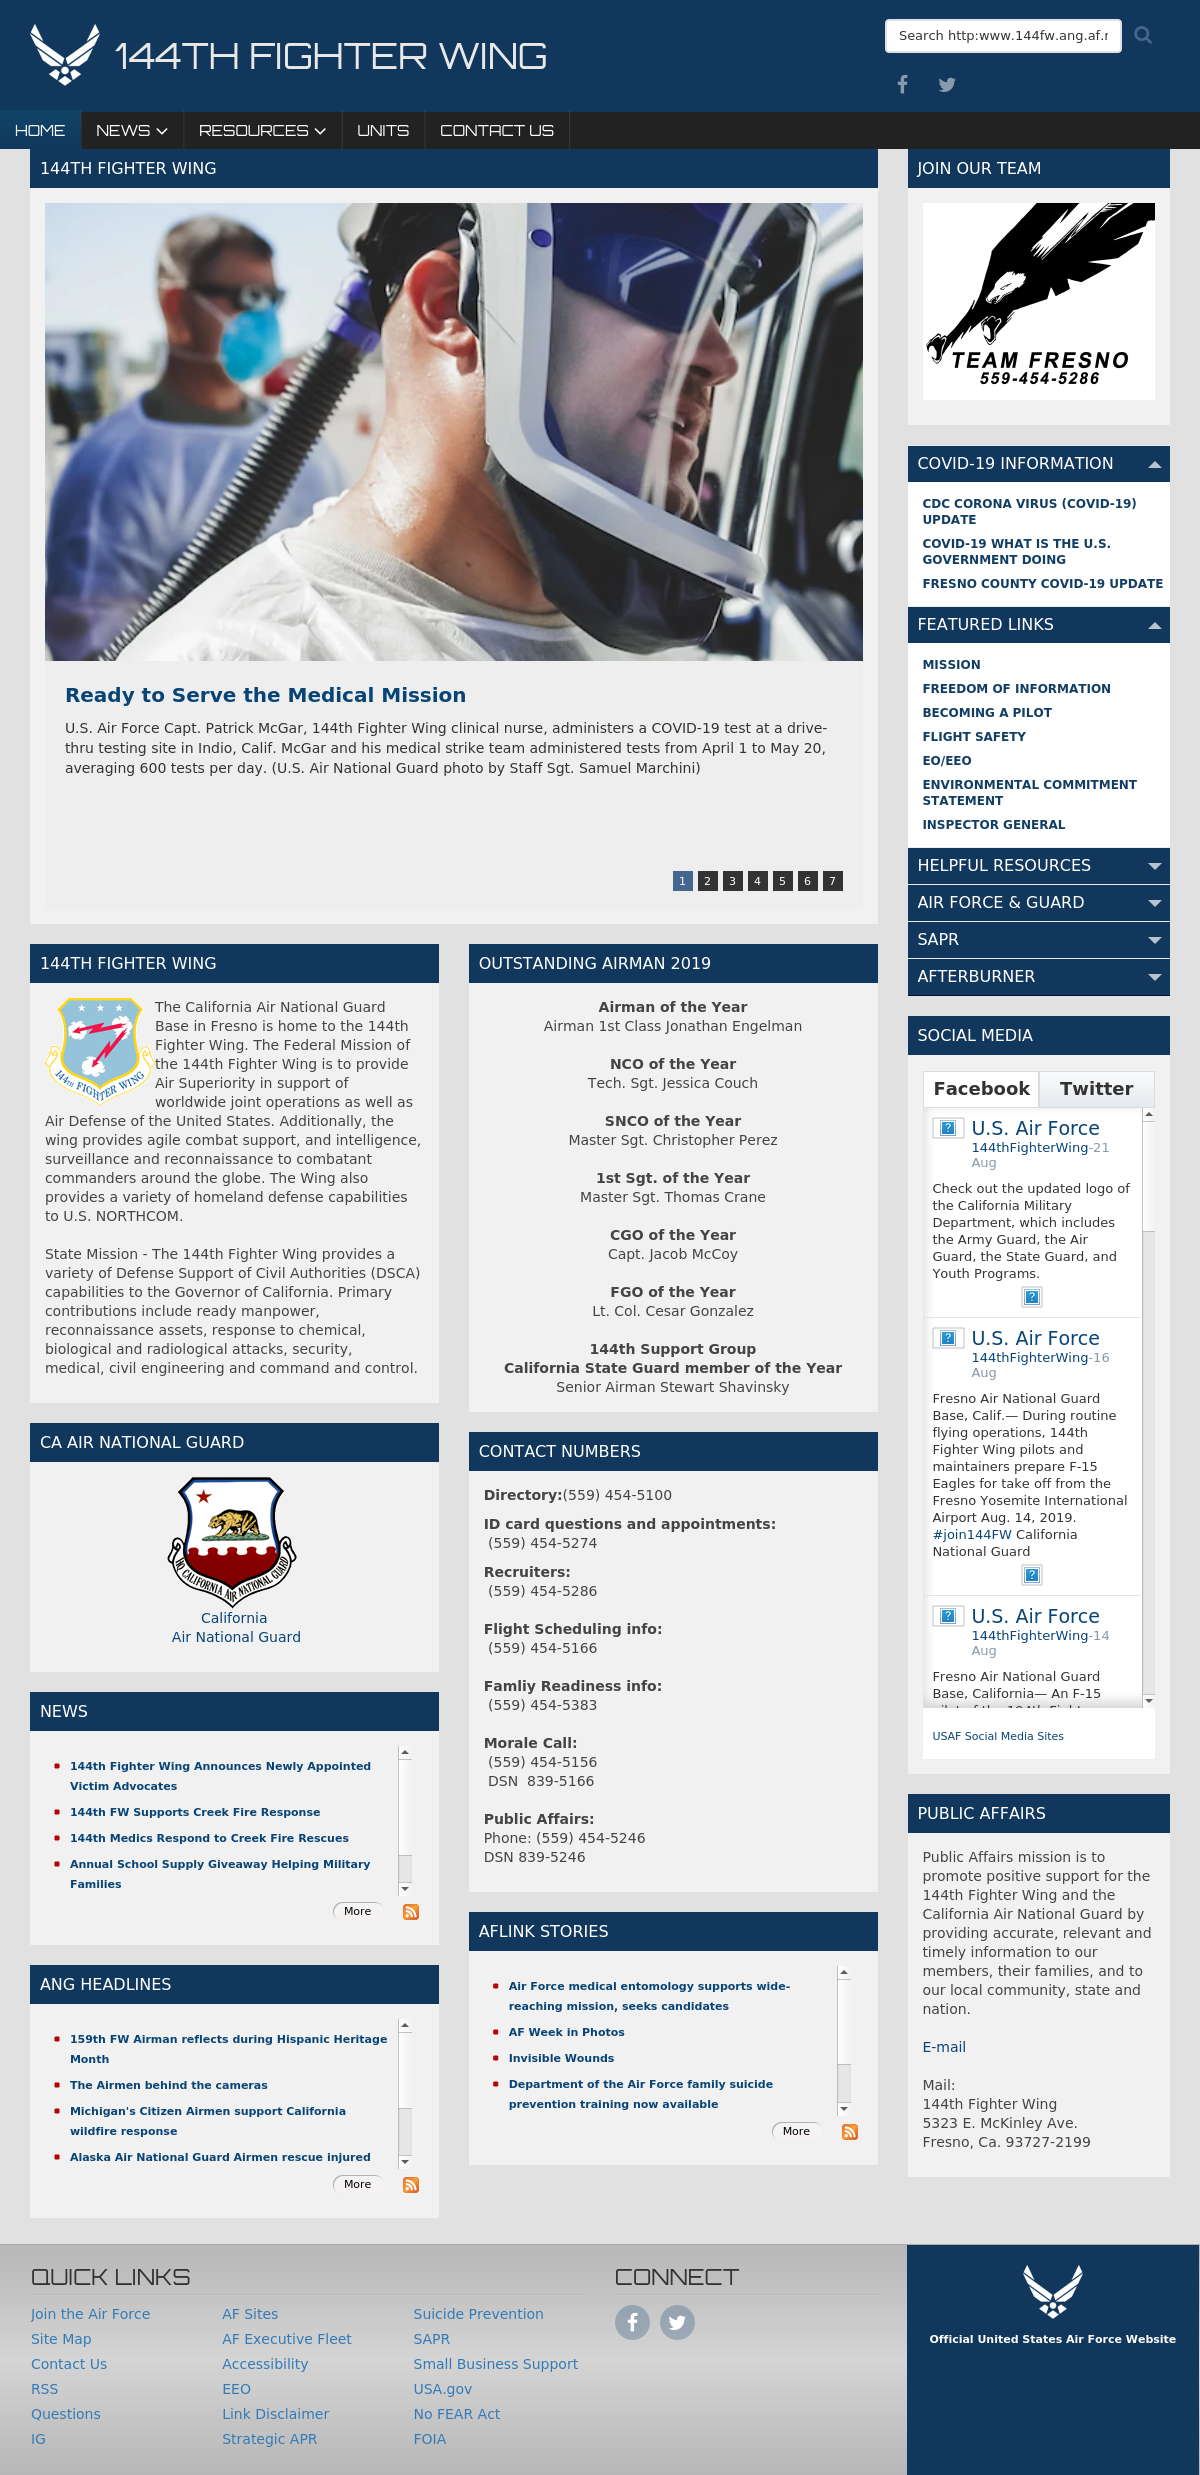 144TH FIGHTER WING
Search http:www.144fw.ang.af.r
HOME
NEWS
RESOURCES
UNITS
CONTACT US
144TH FIGHTER WING
Ready to Serve the Medical Mission
U.S. Air Force Capt. Patrick McGar, 144th Fighter Wing clinical nurse, administers a COVID-19 test at a drive-
thru testing site in Indio, Calif. McGar and his medical strike team administered tests from April 1 to May 20,
averaging 600 tests per day. (U.S. Air National Guard photo by Staff Sgt. Samuel Marchini)
1 2 3 4 5 6 7
144TH FIGHTER WING
144TH FIGHTER WING
The California Air National Guard
Base in Fresno is home to the 144th
Fighter Wing. The Federal Mission of
the 144th Fighter Wing is to provide
Air Superiority in support of
worldwide joint operations as well as
Air Defense of the United States. Additionally, the
wing provides agile combat support, and intelligence,
surveillance and reconnaissance to combatant
commanders around the globe. The Wing also
provides a variety of homeland defense capabilities
to U.S. NORTHCOM.
State Mission - The 144th Fighter Wing provides a
variety of Defense Support of Civil Authorities (DSCA)
capabilities to the Governor of California. Primary
contributions include ready manpower,
reconnaissance assets, response to chemical,
biological and radiological attacks, security,
medical, civil engineering and command and control.
CA AIR NATIONAL GUARD
CALIFORNIA AIR NATIONAL GUARD
California
Air National Guard
NEWS
144th Fighter Wing Announces Newly Appointed
Victim Advocates
144th FW Supports Creek Fire Response
144th Medics Respond to Creek Fire Rescues
Annual School Supply Giveaway Helping Military
Families
More
ANG HEADLINES
159th FW Airman reflects during Hispanic Heritage
Month
The Airmen behind the cameras
Michigan's Citizen Airmen support California
wildfire response
Alaska Air National Guard Airmen rescue injured
More
OUTSTANDING AIRMAN 2019
Airman of the Year
Airman 1st Class Jonathan Engelman
NCO of the Year
Tech. Sgt. Jessica Couch
SNCO of the Year
Master Sgt. Christopher Perez
1st Sgt. of the Year
Master Sgt. Thomas Crane
CGO of the Year
Capt. Jacob McCoy
FGO of the Year
Lt. Col. Cesar Gonzalez
144th Support Group
California State Guard member of the Year
Senior Airman Stewart Shavinsky
CONTACT NUMBERS
Directory:(559) 454-5100
ID card questions and appointments:
(559) 454-5274
Recruiters:
(559) 454-5286
Flight Scheduling info:
(559) 454-5166
Famliy Readiness info:
(559) 454-5383
Morale Call:
(559) 454-5156
DSN  839-5166
Public Affairs:
Phone: (559) 454-5246
DSN 839-5246
AFLINK STORIES
Air Force medical entomology supports wide-
reaching mission, seeks candidates
AF Week in Photos
Invisible Wounds
Department of the Air Force family suicide
prevention training now available
More
JOIN OUR TEAM
TEAM FRESNO
559-454-5286
COVID-19 INFORMATION
CDC CORONA VIRUS (COVID-19)
UPDATE
COVID-19 WHAT IS THE U.S.
GOVERNMENT DOING
FRESNO COUNTY COVID-19 UPDATE
FEATURED LINKS
MISSION
FREEDOM OF INFORMATION
BECOMING A PILOT
FLIGHT SAFETY
EO/EEO
ENVIRONMENTAL COMMITMENT
STATEMENT
INSPECTOR GENERAL
HELPFUL RESOURCES
AIR FORCE & GUARD
SAPR
AFTERBURNER
SOCIAL MEDIA
Facebook
Twitter
U.S. Air Force
144thFighterWing-21
Aug
Check out the updated logo of
the California Military
Department, which includes
the Army Guard, the Air
Guard, the State Guard, and
Youth Programs.
U.S. Air Force
144thFighterWing-16
Aug
Fresno Air National Guard
Base, Calif.— During routine
flying operations, 144th
Fighter Wing pilots and
maintainers prepare F-15
Eagles for take off from the
Fresno Yosemite International
Airport Aug. 14, 2019.
#join144FW California
National Guard
U.S. Air Force
144thFighterWing-14
Aug
Fresno Air National Guard
Base, California— An F-15
USAF Social Media Sites
PUBLIC AFFAIRS
Public Affairs mission is to
promote positive support for the
144th Fighter Wing and the
California Air National Guard by
providing accurate, relevant and
timely information to our
members, their families, and to
our local community, state and
nation.
E-mail
Mail:
144th Fighter Wing
5323 E. McKinley Ave.
Fresno, Ca. 93727-2199
QUICK LINKS
Join the Air Force
Site Map
Contact Us
RSS
Questions
IG
AF Sites
AF Executive Fleet
Accessibility
EEO
Link Disclaimer
Strategic APR
Suicide Prevention
SAPR
Small Business Support
USA.gov
No FEAR Act
FOIA
CONNECT
Official United States Air Force Website